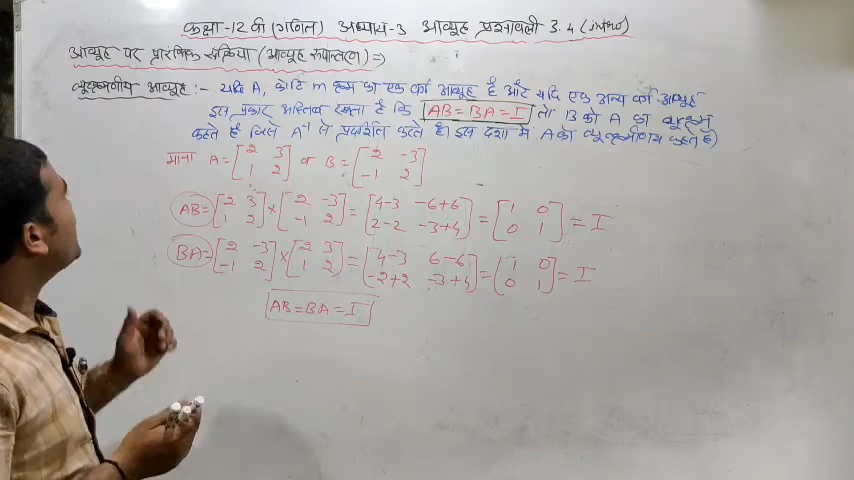 कक्षा-12वी (गणित) अध्याय-3 आव्यूह प्रश्नावली 3.4 (intro)
आव्यूह पर प्रारंभिक संक्रिया (आव्यूह रूपान्तरण) ⇒
व्युत्क्रमणीय आव्यूह :- यदि A, कोटि m का एक वर्ग आव्यूह है और यदि एक अन्य वर्ग आव्यूह
इस प्रकार अस्तित्व रखता है कि AB = BA = I तो B को A का व्युत्क्रम
कहते हैं जिसे A⁻¹ से प्रदर्शित करते हैं। इस दशा में A को व्युत्क्रमणीय कहते हैं)
माना A = [2 3; 1 2] or B = [2 -3; -1 2]
AB = [2 3; 1 2] × [2 -3; -1 2] = [4-3 -6+6; 2-2 -3+4] = [1 0; 0 1] = I
BA = [2 -3; -1 2] × [2 3; 1 2] = [4-3 6-6; -2+2 -3+4] = [1 0; 0 1] = I
AB = BA = I